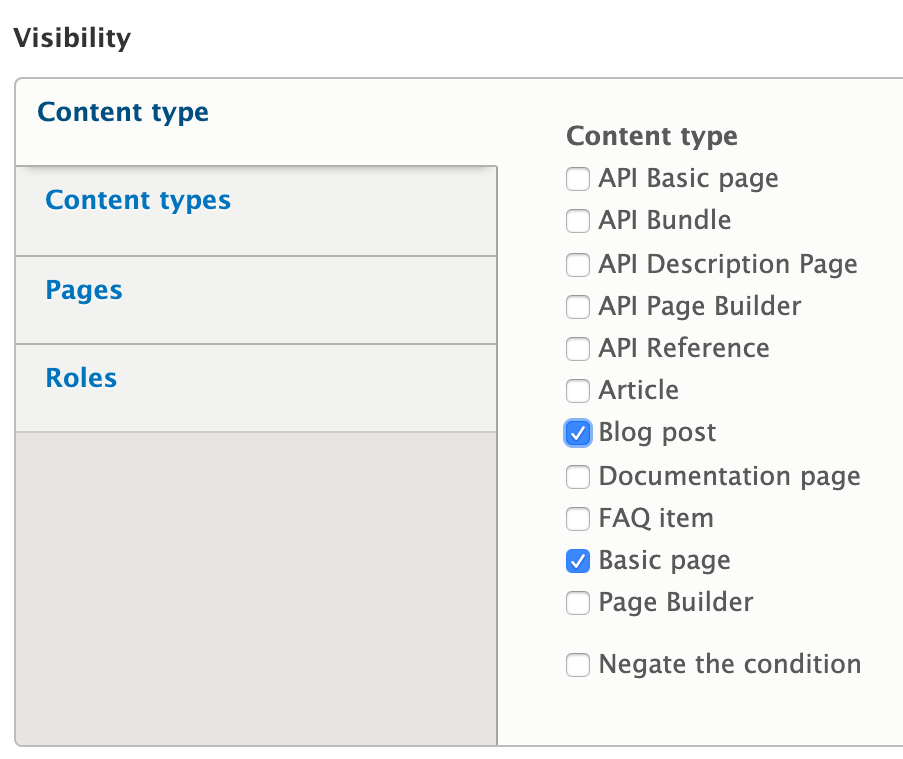 Visibility
Content type
Content types
Pages
Roles
Content type
API Basic page
API Bundle
API Description Page
API Page Builder
API Reference
Article
Blog post
Documentation page
FAQ item
Basic page
Page Builder
Negate the condition